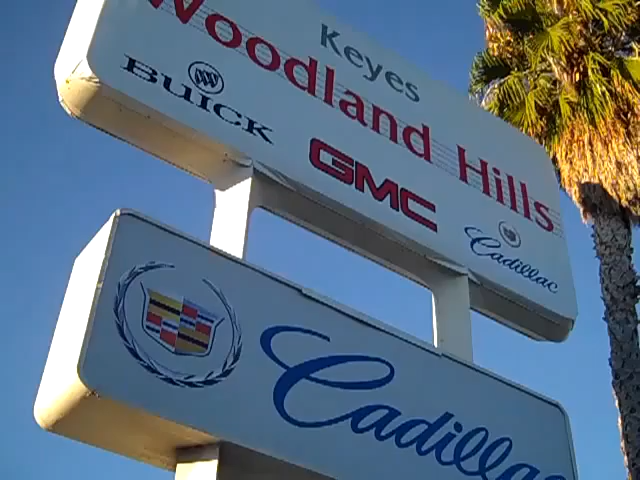 Keyes
Woodland Hills
BUICK
GMC
Cadillac
Cadillac